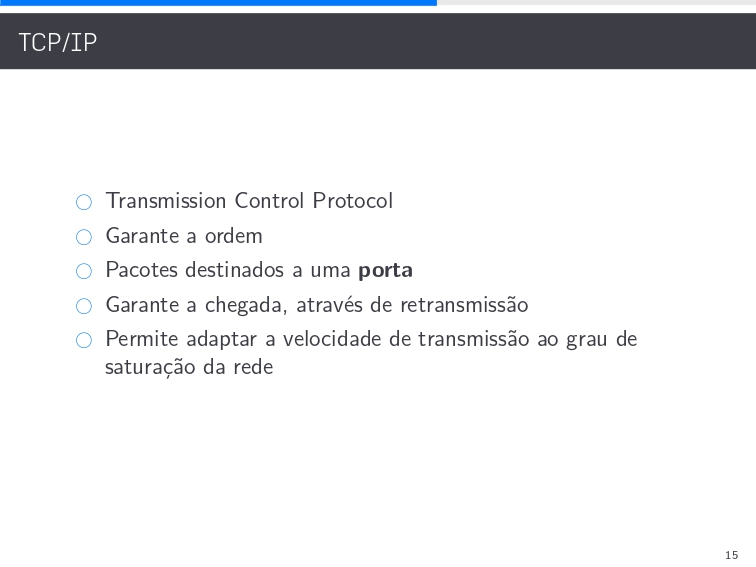 TCP/IP
Transmission Control Protocol
Garante a ordem
Pacotes destinados a uma porta
Garante a chegada, através de retransmissão
Permite adaptar a velocidade de transmissão ao grau de
saturação da rede
15